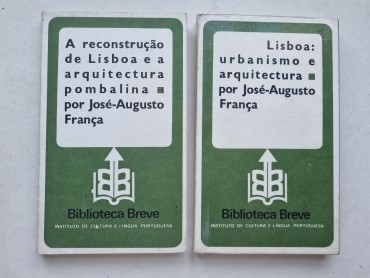 A reconstrução
de Lisboa e a
arquitectura
pombalina ■
por José-Augusto
França
Biblioteca Breve
INSTITUTO DE CULTURA E LÍNGUA PORTUGUESA
Lisboa:
urbanismo e
arquitectura ■
por José-Augusto
França
Biblioteca Breve
INSTITUTO DE CULTURA E LÍNGUA PORTUGUESA